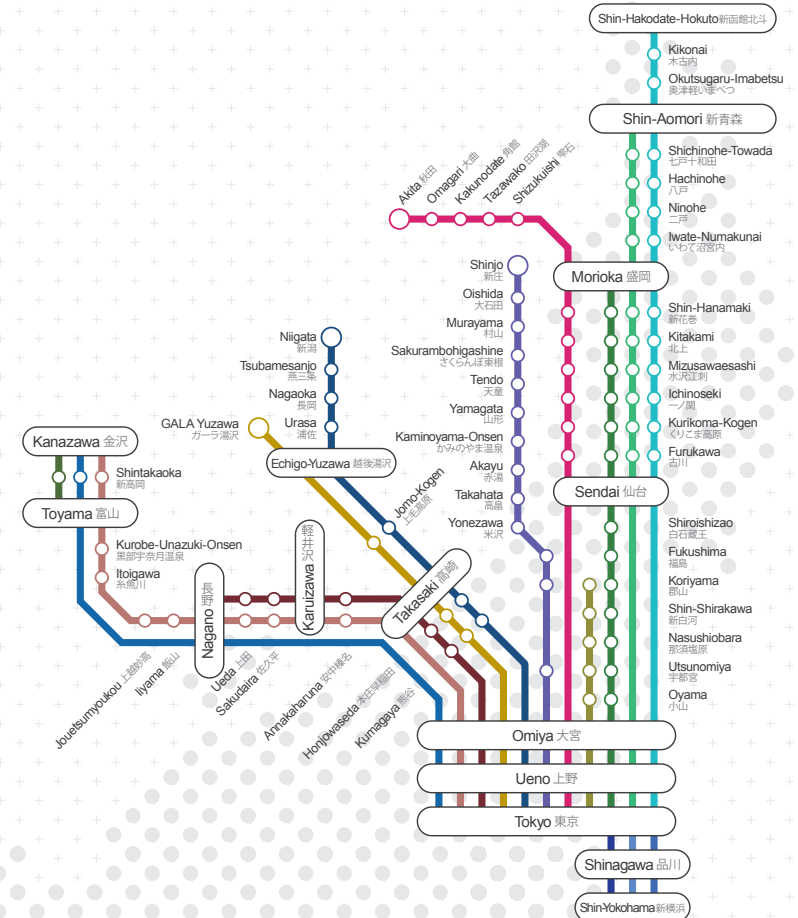 Shin-Hakodate-Hokuto 新函館北斗
Kikonai
木古内
Okutsugaru-Imabetsu
奥津軽いまべつ
Shin-Aomori 新青森
Shichinohe-Towada
七戸十和田
Hachinohe
八戸
Ninohe
二戸
Iwate-Numakunai
いわて沼宮内
Akita 秋田
Omagari 大曲
Kakunodate 角館
Tazawako 田沢湖
Shizukuishi 雫石
Morioka 盛岡
Shin-Hanamaki
新花巻
Kitakami
北上
Mizusawaesashi
水沢江刺
Ichinoseki
一ノ関
Kurikoma-Kogen
くりこま高原
Furukawa
古川
Sendai 仙台
Shinjo
新庄
Oishida
大石田
Murayama
村山
Sakurambohigashine
さくらんぼ東根
Tendo
天童
Yamagata
山形
Kaminoyama-Onsen
かみのやま温泉
Akayu
赤湯
Takahata
高畠
Yonezawa
米沢
Niigata
新潟
Tsubamesanjo
燕三条
Nagaoka
長岡
Urasa
浦佐
GALA Yuzawa
ガーラ湯沢
Echigo-Yuzawa 越後湯沢
Jomo-Kogen
上毛高原
Kanazawa 金沢
Shintakaoka
新高岡
Toyama 富山
Kurobe-Unazuki-Onsen
黒部宇奈月温泉
Itoigawa
糸魚川
Nagano 長野
Karuizawa 軽井沢
Takasaki 高崎
Jouetsumyoukou 上越妙高
Iiyama 飯山
Ueda 上田
Sakudaira 佐久平
Annakaharuna 安中榛名
Honjowaseda 本庄早稲田
Kumagaya 熊谷
Shiroishizao
白石蔵王
Fukushima
福島
Koriyama
郡山
Shin-Shirakawa
新白河
Nasushiobara
那須塩原
Utsunomiya
宇都宮
Oyama
小山
Omiya 大宮
Ueno 上野
Tokyo 東京
Shinagawa 品川
Shin-Yokohama 新横浜